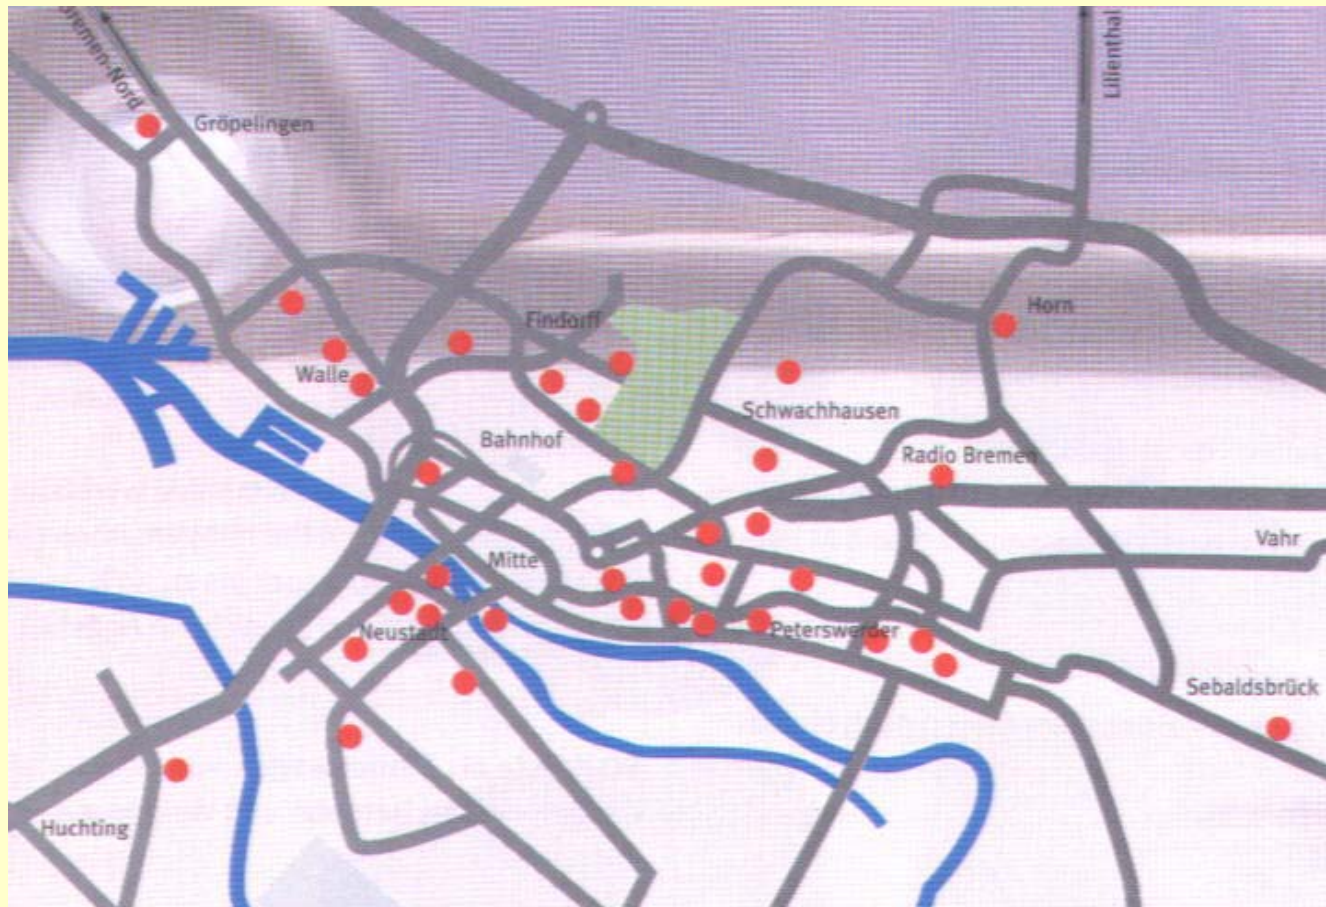 Bremen-Nord
Lilienthal
Gröpelingen
Horn
Findorff
Walle
Schwachhausen
Bahnhof
Radio Bremen
Vahr
Mitte
Neustadt
Peterswerder
Sebaldsbrück
Huchting